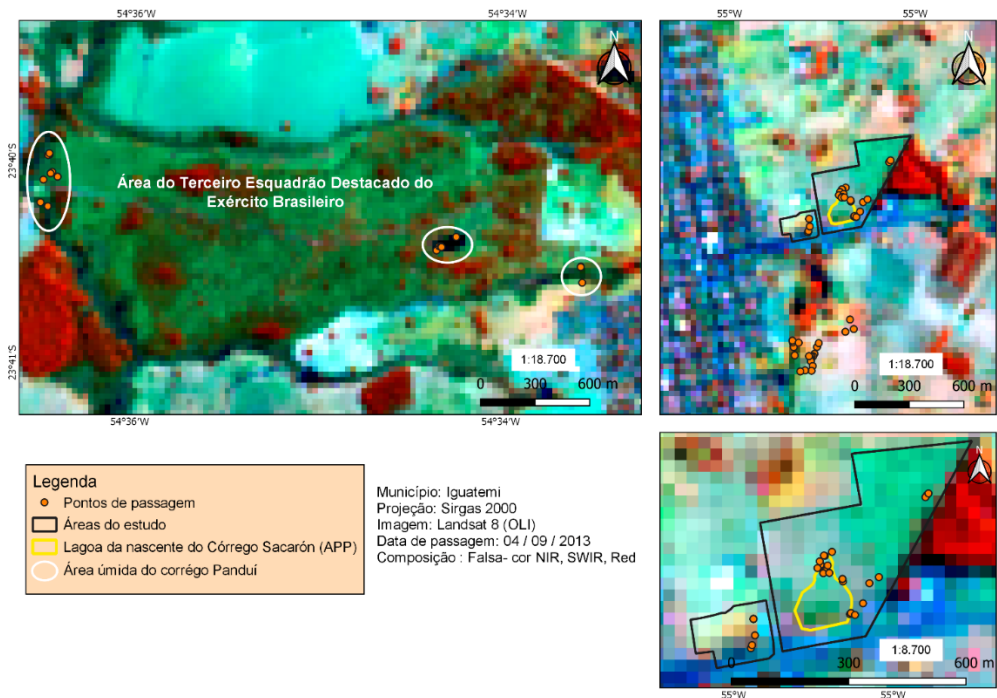 54°36'W
54°34'W
N
23°40'S
23°41'S
Área do Terceiro Esquadrão Destacado do
Exército Brasileiro
1:18.700
0 300 600 m
54°36'W
54°34'W
55°W
55°W
N
1:18.700
0 300 600 m
55°W
55°W
N
1:8.700
0 300 600 m
55°W
55°W
Legenda
Pontos de passagem
Áreas do estudo
Lagoa da nascente do Córrego Sacarón (APP)
Área úmida do corrégo Panduí
Município: Iguatemi
Projeção: Sirgas 2000
Imagem: Landsat 8 (OLI)
Data de passagem: 04 / 09 / 2013
Composição : Falsa- cor NIR, SWIR, Red